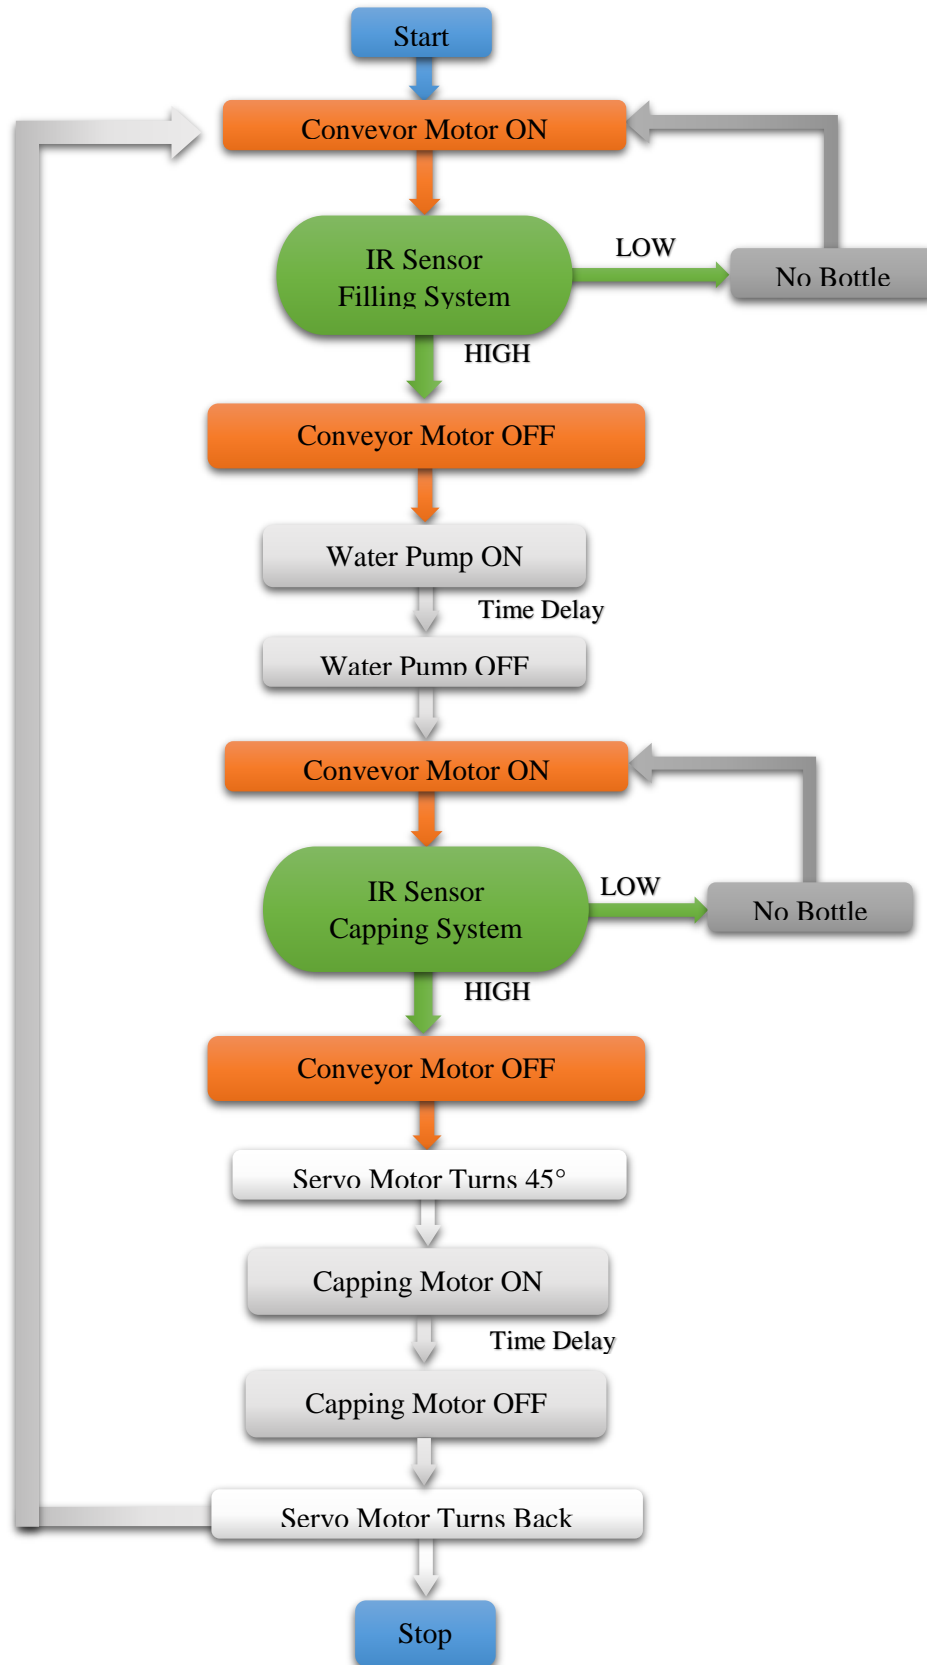 Start
Conveyor Motor ON
IR Sensor
Filling System
LOW
No Bottle
HIGH
Conveyor Motor OFF
Water Pump ON
Time Delay
Water Pump OFF
Conveyor Motor ON
IR Sensor
Capping System
LOW
No Bottle
HIGH
Conveyor Motor OFF
Servo Motor Turns 45°
Capping Motor ON
Time Delay
Capping Motor OFF
Servo Motor Turns Back
Stop